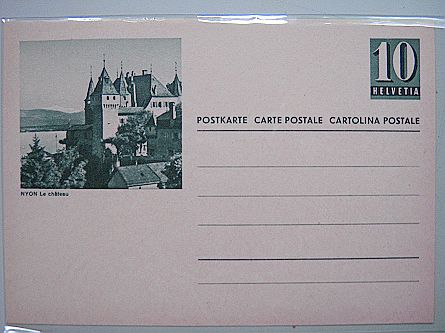 10
HELVETIA
POSTKARTE CARTE POSTALE CARTOLINA POSTALE
NYON Le château